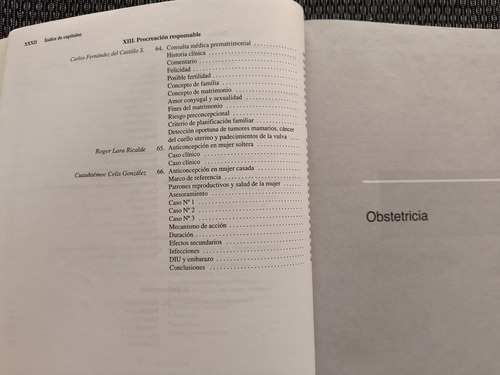 XXXII Índice de capítulos
XIII. Procreación responsable
Carlos Fernández del Castillo S. 64. Consulta médica prematrimonial
Historia clínica
Comentario
Felicidad
Posible fertilidad
Concepto de familia
Concepto de matrimonio
Amor conyugal y sexualidad
Fines del matrimonio
Riesgo preconcepcional
Criterio de planificación familiar
Detección oportuna de tumores mamarios, cáncer
del cuello uterino y padecimientos de la vulva
Roger Lara Ricalde 65. Anticoncepción en mujer soltera
Caso clínico
Caso clínico
Cuauhtémoc Celis González 66. Anticoncepción en mujer casada
Marco de referencia
Patrones reproductivos y salud de la mujer
Asesoramiento
Caso Nº 1
Caso Nº 2
Caso Nº 3
Mecanismo de acción
Duración
Efectos secundarios
Infecciones
DIU y embarazo
Conclusiones
Obstetricia